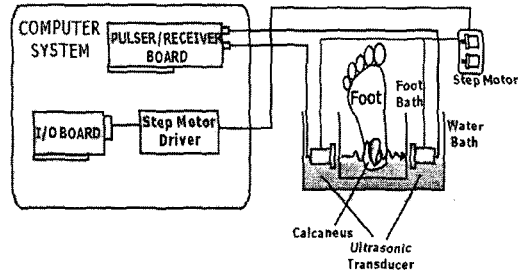 COMPUTER
SYSTEM
PULSER/RECEIVER
BOARD
I/O BOARD
Step Motor
Driver
Foot
Foot
Bath
Step Motor
Water
Bath
Calcaneus
Ultrasonic
Transducer